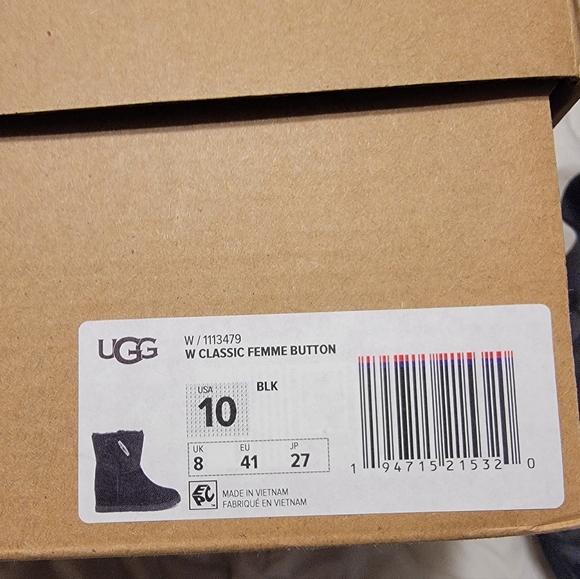 UGG
W / 1113479
W CLASSIC FEMME BUTTON
USA
10
BLK
UK EU JP
8 41 27
EPC
MADE IN VIETNAM
FABRIQUÉ EN VIETNAM
1 94715 21532 0